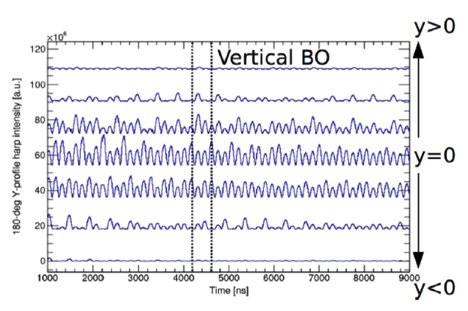 y>0
×10⁶
Vertical BO
120
100
80
60
40
20
0
y=0
180-deg Y-profile harp intensity [a.u.]
1000 2000 3000 4000 5000 6000 7000 8000 9000
Time [ns]
y<0